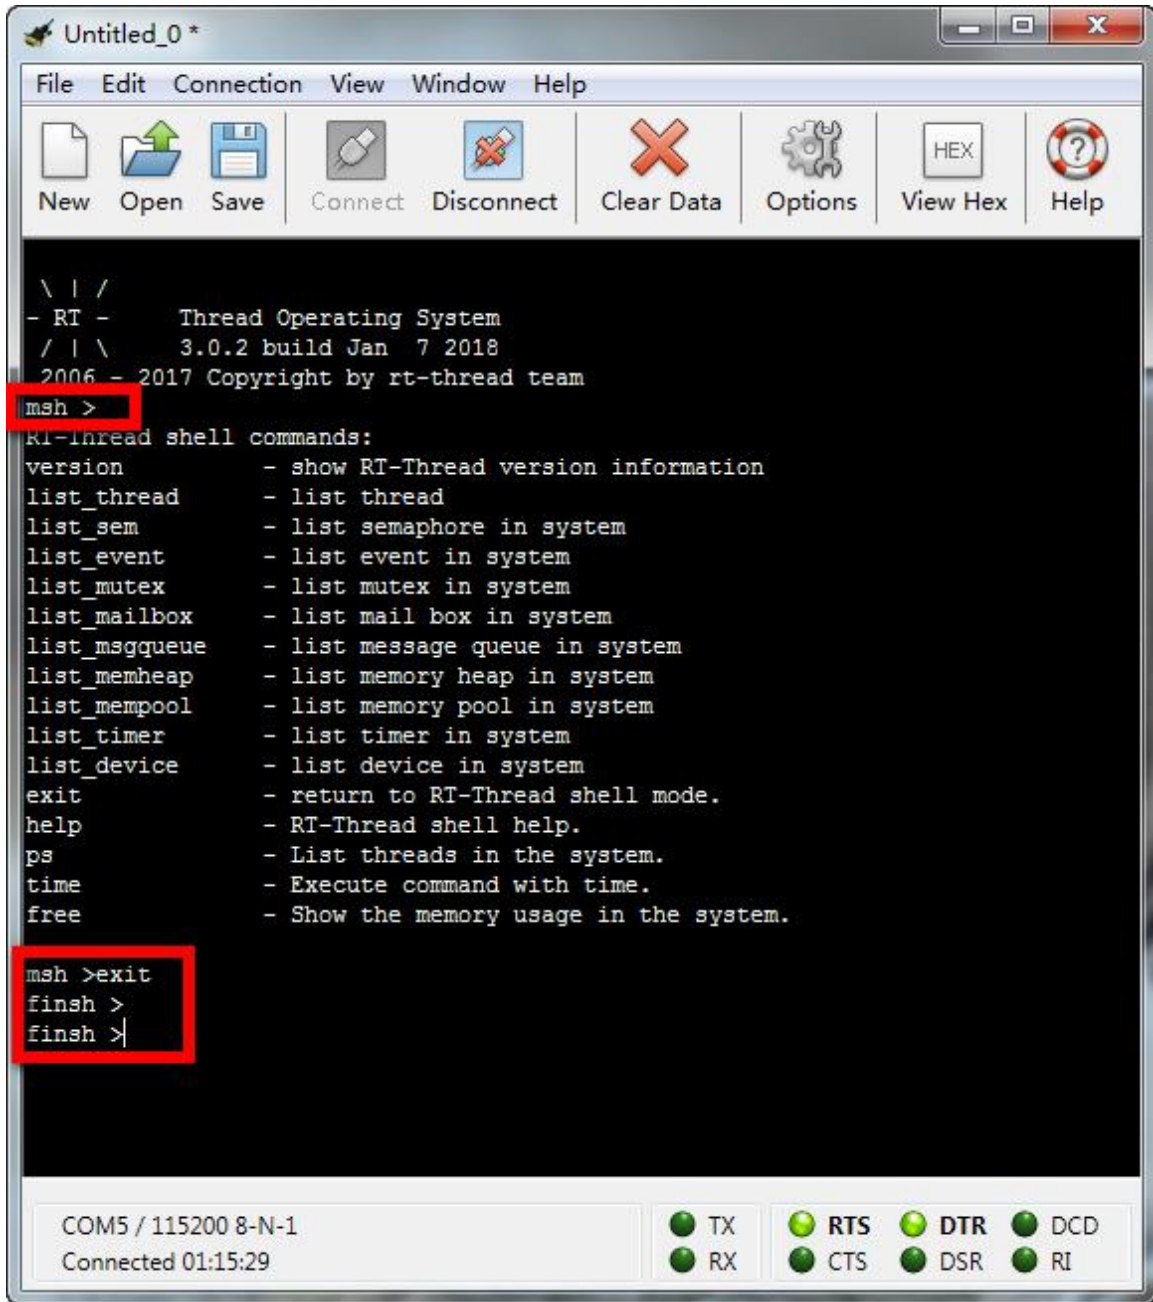 Untitled_0 *
File Edit Connection View Window Help
New Open Save Connect Disconnect Clear Data Options HEX View Hex Help
\ | /
- RT -     Thread Operating System
/ | \     3.0.2 build Jan  7 2018
2006 - 2017 Copyright by rt-thread team
msh >
RT-Thread shell commands:
version          - show RT-Thread version information
list_thread      - list thread
list_sem         - list semaphore in system
list_event       - list event in system
list_mutex       - list mutex in system
list_mailbox     - list mail box in system
list_msgqueue    - list message queue in system
list_memheap     - list memory heap in system
list_mempool     - list memory pool in system
list_timer       - list timer in system
list_device      - list device in system
exit             - return to RT-Thread shell mode.
help             - RT-Thread shell help.
ps               - List threads in the system.
time             - Execute command with time.
free             - Show the memory usage in the system.
msh >exit
finsh >
finsh >
COM5 / 115200 8-N-1 TX RTS DTR DCD
Connected 01:15:29 RX CTS DSR RI